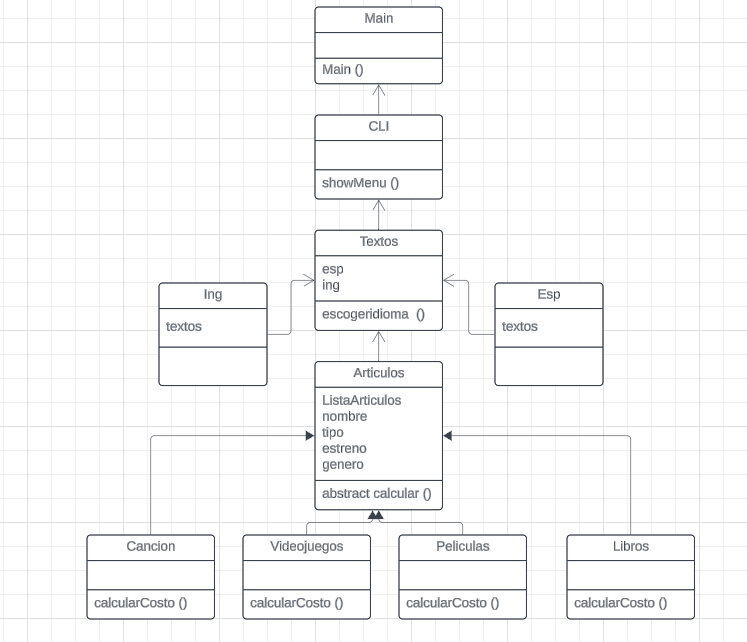 Main
Main ()
CLI
showMenu ()
Textos
esp
ing
escogeridioma ()
Ing
textos
Esp
textos
Articulos
ListaArticulos
nombre
tipo
estreno
genero
abstract calcular ()
Cancion
calcularCosto ()
Videojuegos
calcularCosto ()
Peliculas
calcularCosto ()
Libros
calcularCosto ()